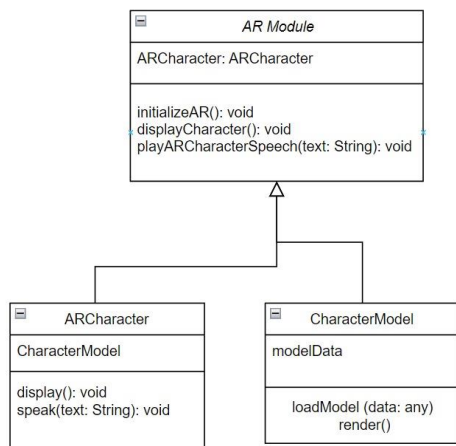 AR Module
ARCharacter: ARCharacter
initializeAR(): void
displayCharacter(): void
playARCharacterSpeech(text: String): void
ARCharacter
CharacterModel
display(): void
speak(text: String): void
CharacterModel
modelData
loadModel (data: any)
render()